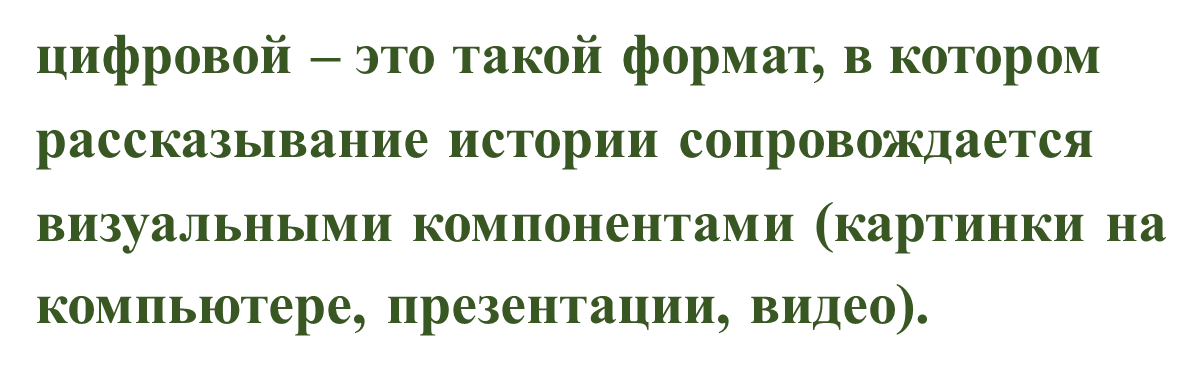 цифровой – это такой формат, в котором
рассказывание истории сопровождается
визуальными компонентами (картинки на
компьютере, презентации, видео).